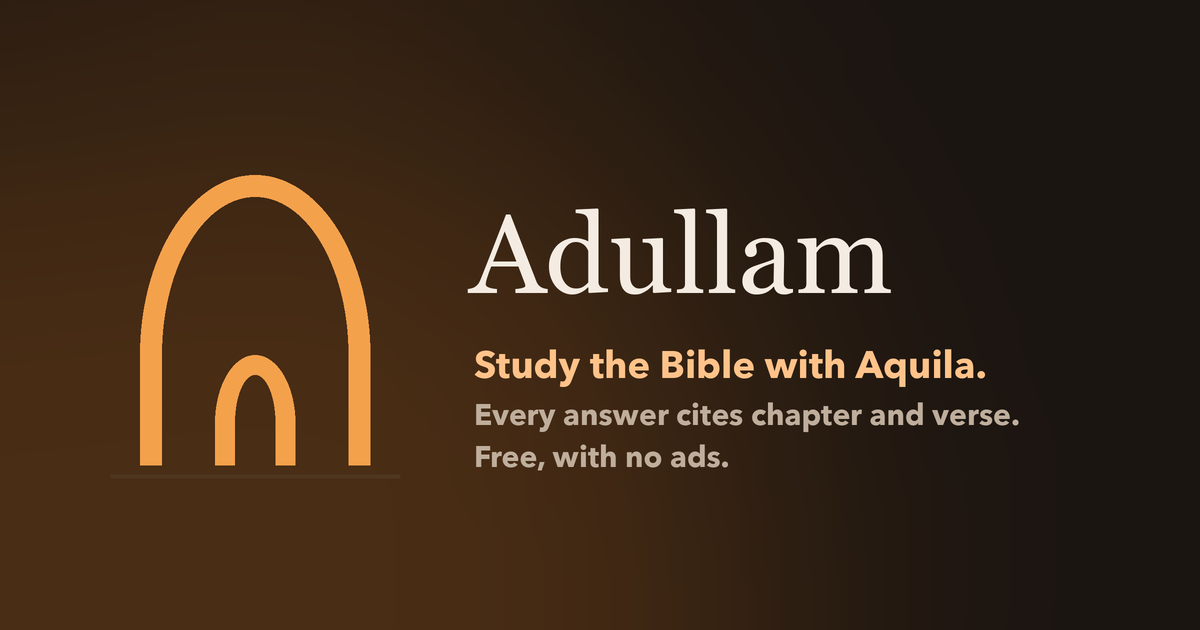 Adullam
Study the Bible with Aquila.
Every answer cites chapter and verse.
Free, with no ads.